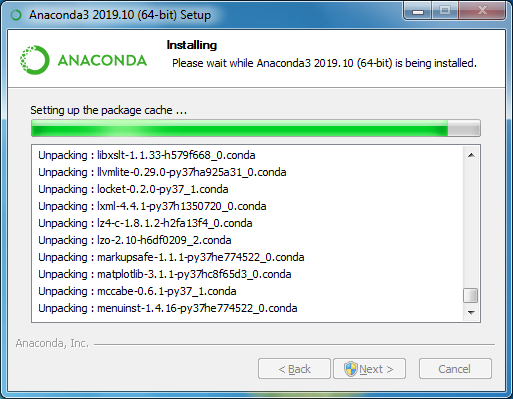 Anaconda3 2019.10 (64-bit) Setup
Installing
Please wait while Anaconda3 2019.10 (64-bit) is being installed.
ANACONDA
Setting up the package cache ...
Unpacking : libxslt-1.1.33-h579f668_0.conda
Unpacking : llvmlite-0.29.0-py37ha925a31_0.conda
Unpacking : locket-0.2.0-py37_1.conda
Unpacking : lxml-4.4.1-py37h1350720_0.conda
Unpacking : lz4-c-1.8.1.2-h2fa13f4_0.conda
Unpacking : lzo-2.10-h6df0209_2.conda
Unpacking : markupsafe-1.1.1-py37he774522_0.conda
Unpacking : matplotlib-3.1.1-py37hc8f65d3_0.conda
Unpacking : mccabe-0.6.1-py37_1.conda
Unpacking : menuinst-1.4.16-py37he774522_0.conda
Anaconda, Inc.
< Back
Next >
Cancel